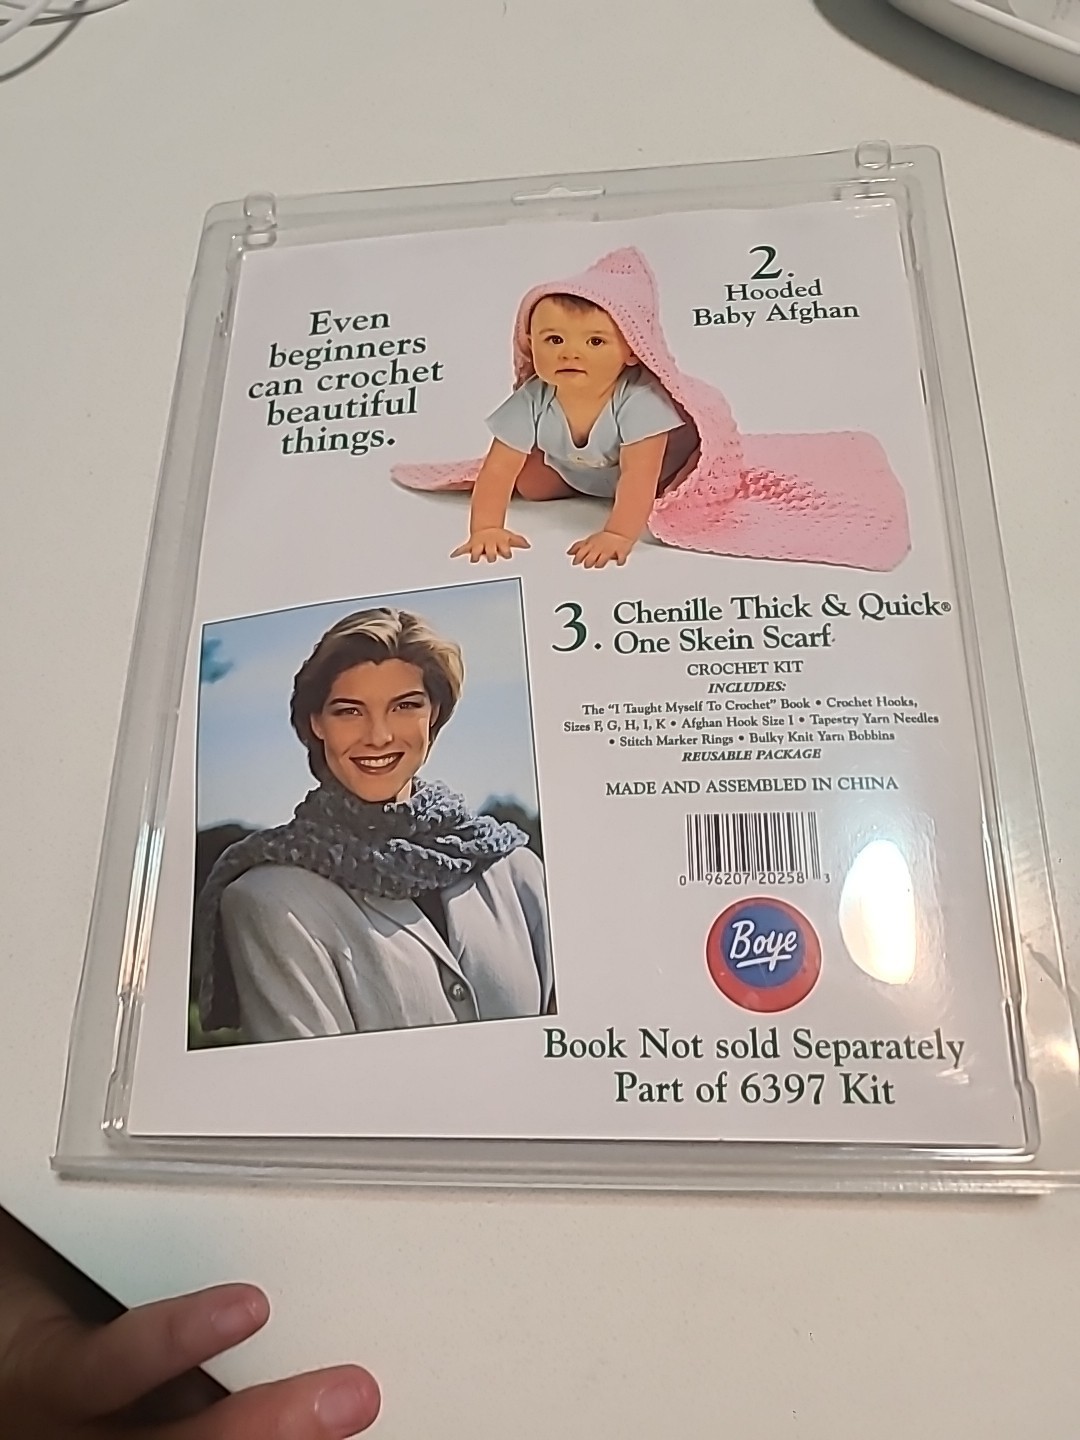 Even
beginners
can crochet
beautiful
things.
2.
Hooded
Baby Afghan
3. Chenille Thick & Quick®
One Skein Scarf
CROCHET KIT
INCLUDES:
The "I Taught Myself To Crochet" Book • Crochet Hooks,
Sizes F, G, H, I, K • Afghan Hook Size I • Tapestry Yarn Needles
• Stitch Marker Rings • Bulky Knit Yarn Bobbins
REUSABLE PACKAGE
MADE AND ASSEMBLED IN CHINA
0 96207 20258 3
Boye
Book Not sold Separately
Part of 6397 Kit